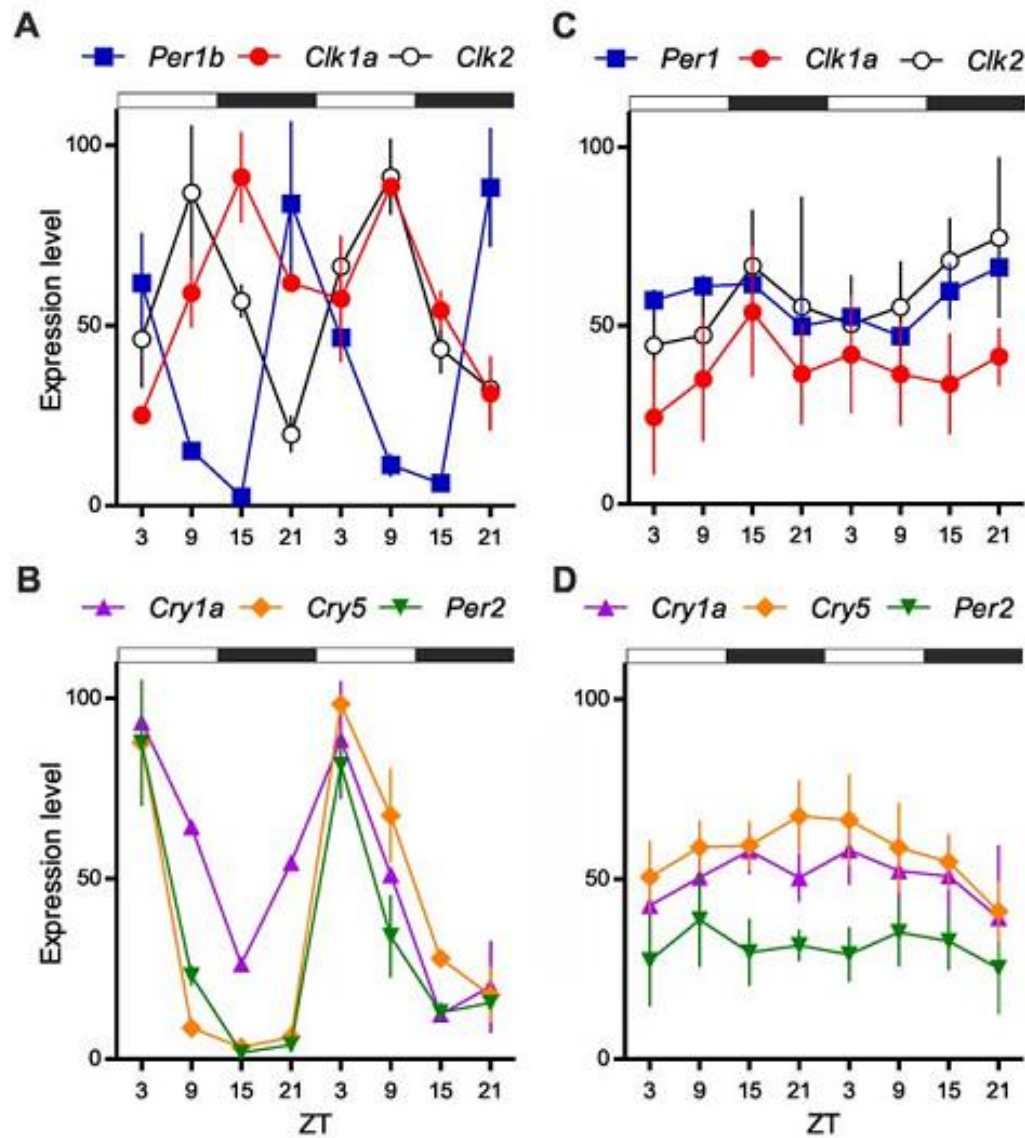 A
Per1b Clk1a Clk2
100
50
0
Expression level
3 9 15 21 3 9 15 21
C
Per1 Clk1a Clk2
100
50
0
3 9 15 21 3 9 15 21
B
Cry1a Cry5 Per2
100
50
0
Expression level
3 9 15 21 3 9 15 21
ZT
D
Cry1a Cry5 Per2
100
50
0
3 9 15 21 3 9 15 21
ZT